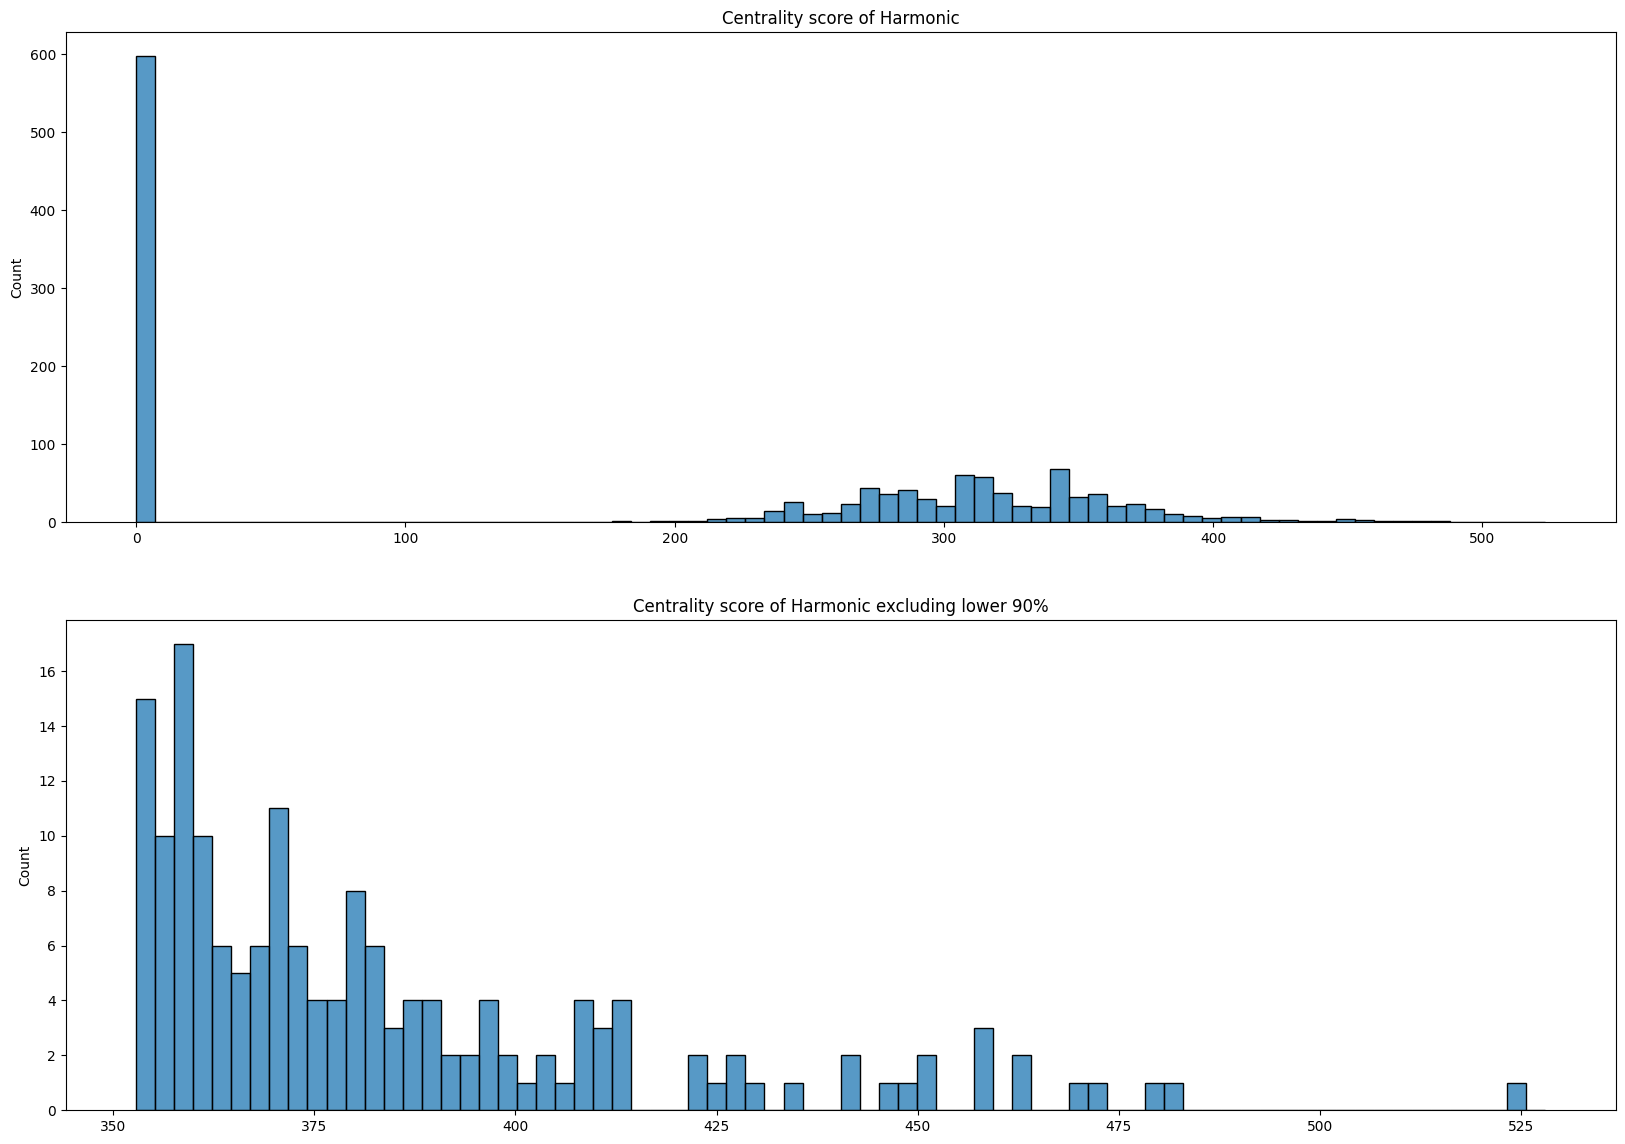 Centrality score of Harmonic
600
500
400
300
200
100
0
Count
0 100 200 300 400 500
Centrality score of Harmonic excluding lower 90%
16
14
12
10
8
6
4
2
0
Count
350 375 400 425 450 475 500 525